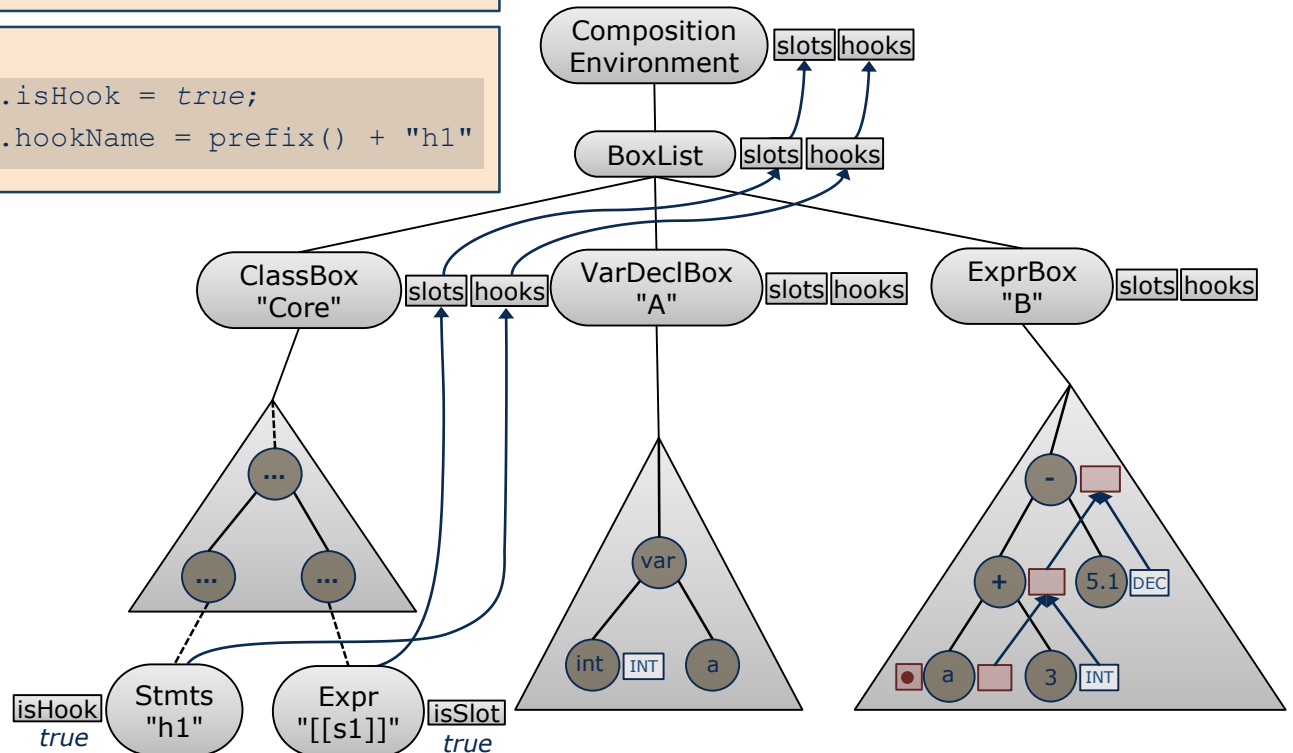 .isHook = true;
.hookName = prefix() + "h1"
Composition
Environment
slots hooks
BoxList
slots hooks
ClassBox
"Core"
slots hooks
VarDeclBox
"A"
slots hooks
ExprBox
"B"
slots hooks
...
... ...
var
int INT a
-
+ 5.1 DEC
a 3 INT
isHook
true
Stmts
"h1"
Expr
"[[s1]]"
isSlot
true